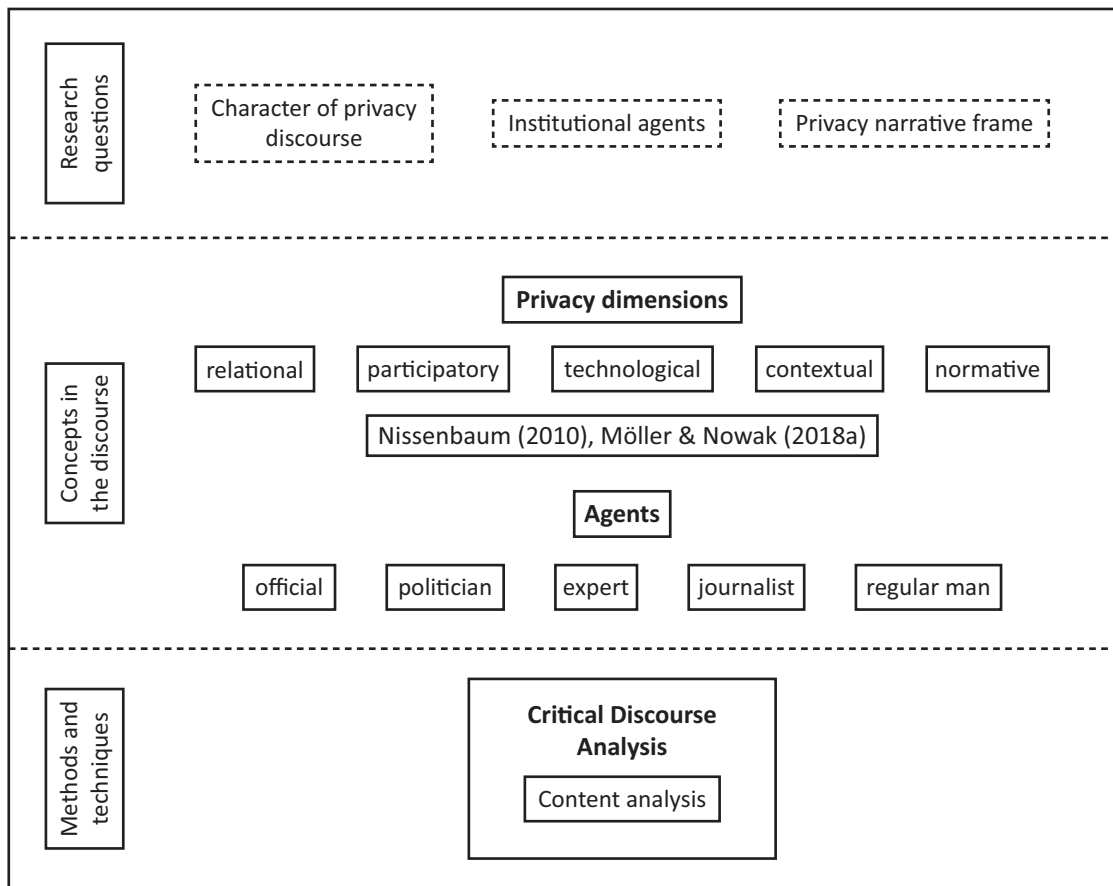 Research
questions
Character of privacy
discourse
Institutional agents
Privacy narrative frame
Concepts in
the discourse
Privacy dimensions
relational
participatory
technological
contextual
normative
Nissenbaum (2010), Möller & Nowak (2018a)
Agents
official
politician
expert
journalist
regular man
Methods and
techniques
Critical Discourse
Analysis
Content analysis